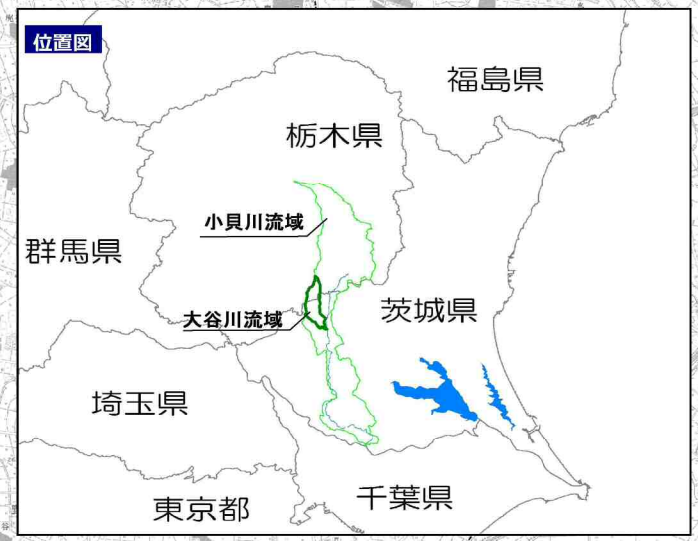 位置図
福島県
栃木県
小貝川流域
群馬県
茨城県
大谷川流域
埼玉県
千葉県
東京都